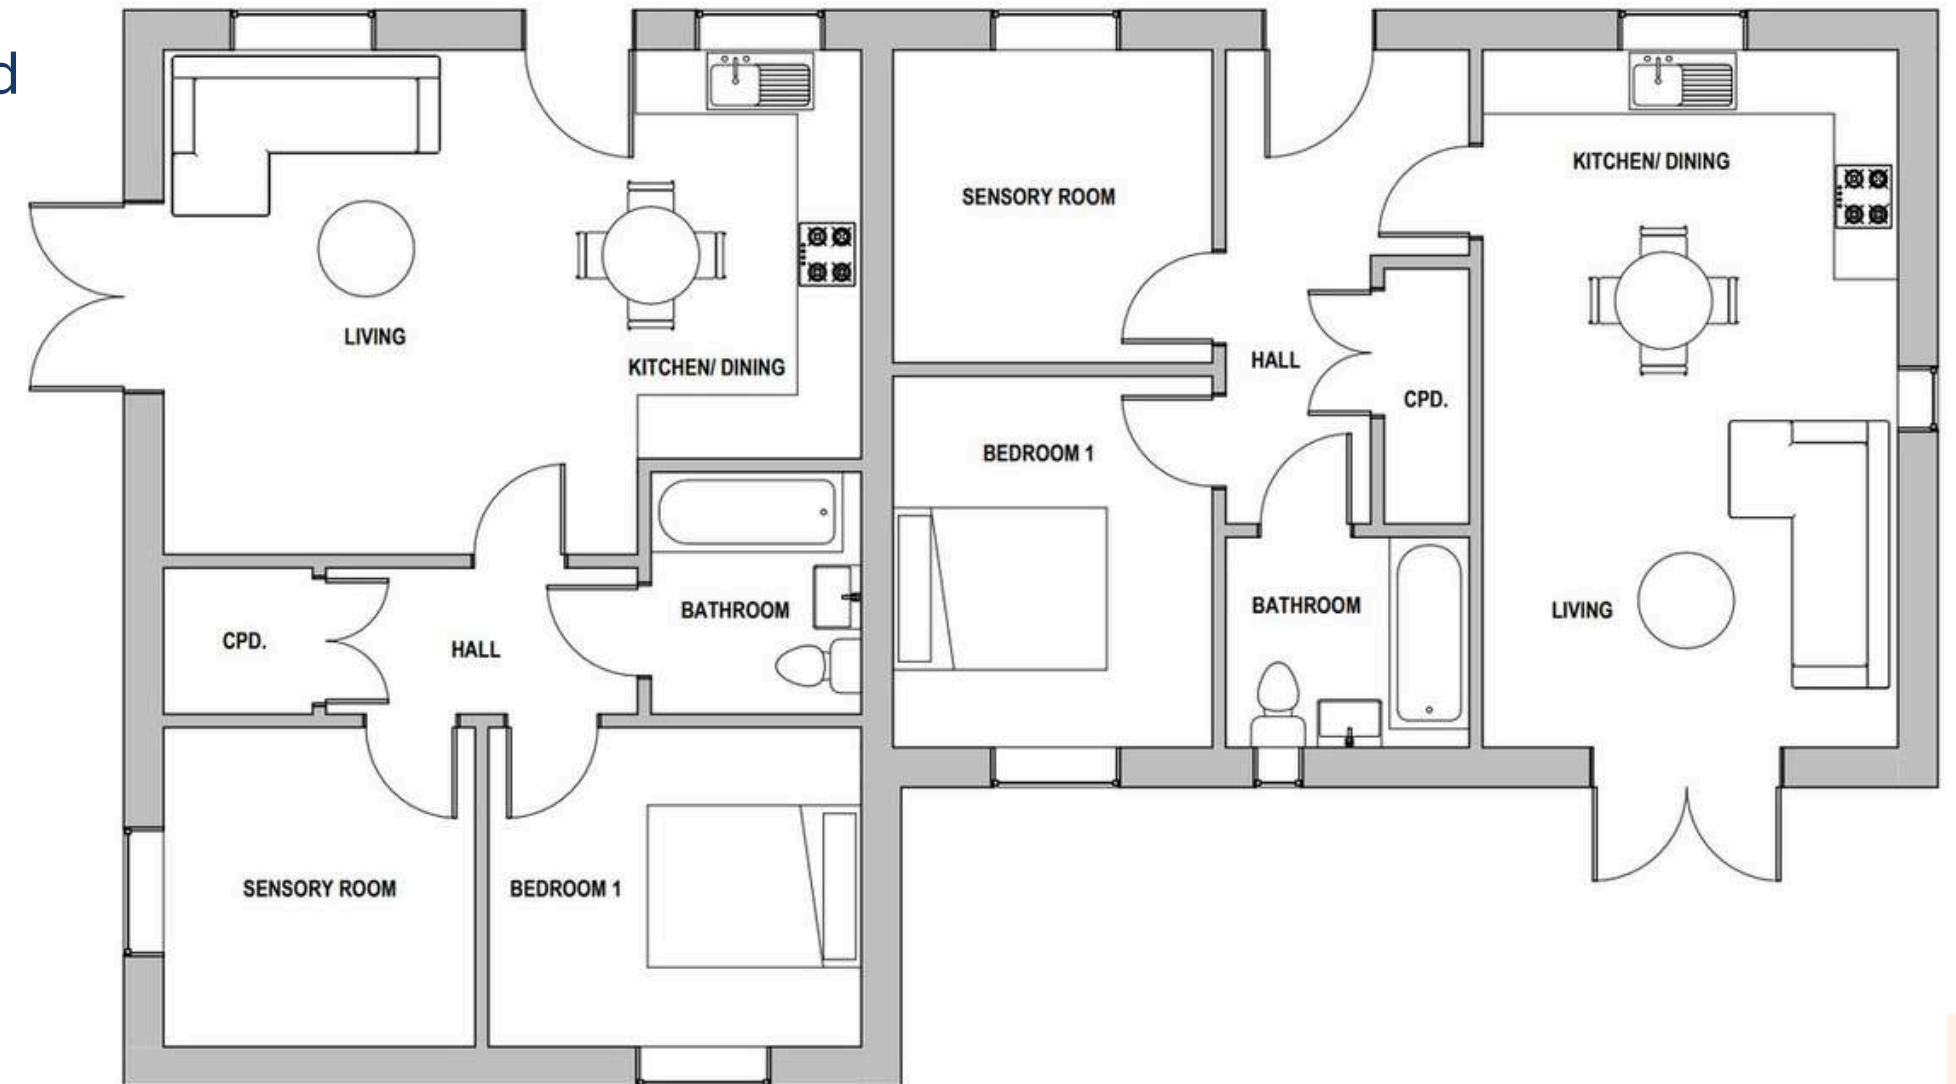 d
SENSORY ROOM
KITCHEN/ DINING
LIVING
KITCHEN/ DINING
HALL
CPD.
BEDROOM 1
BATHROOM
BATHROOM
LIVING
CPD.
HALL
SENSORY ROOM
BEDROOM 1